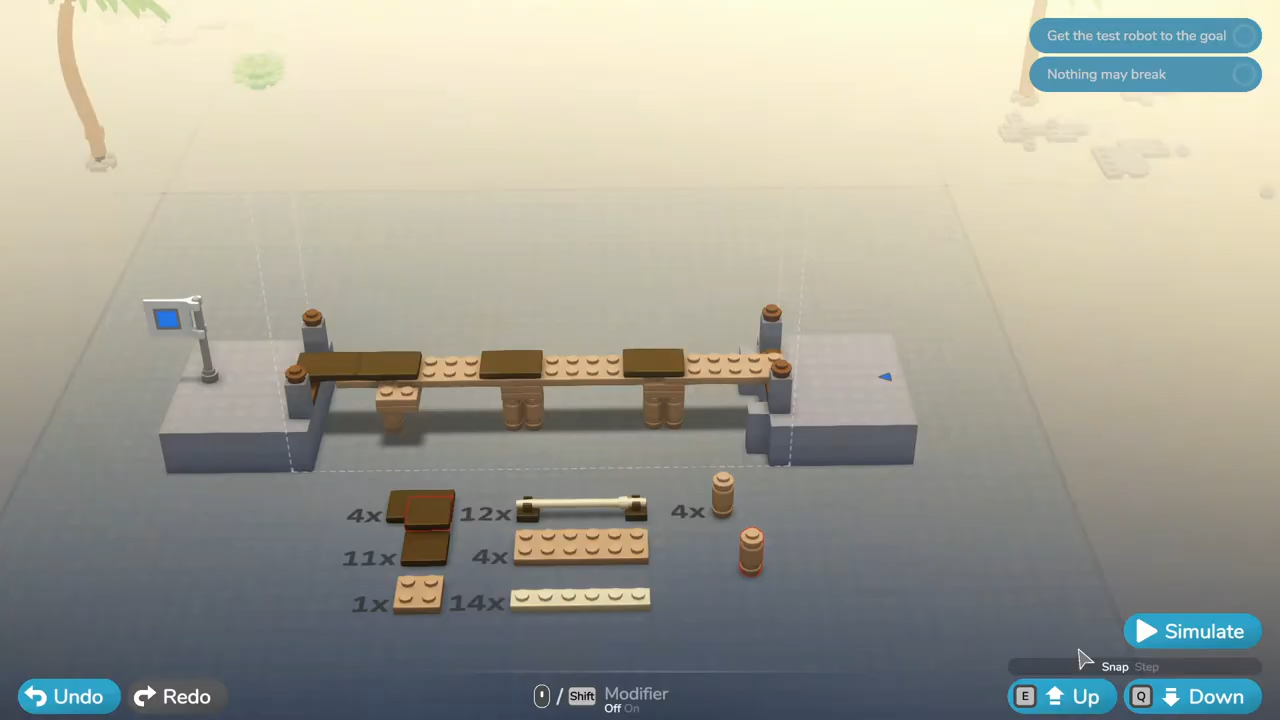 Get the test robot to the goal
Nothing may break
4x
12x
4x
11x
4x
1x
14x
Simulate
Snap Step
Undo
Redo
/ Shift Modifier
Off On
E Up
Q Down